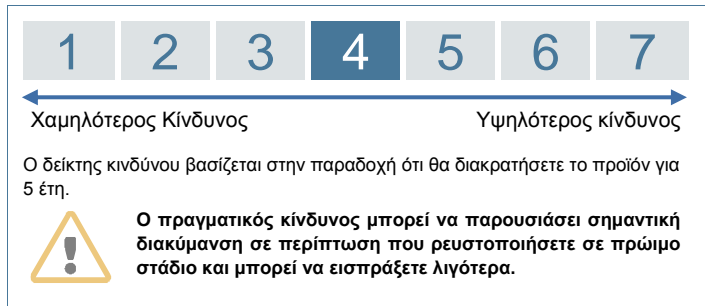 1 2 3 4 5 6 7
Χαμηλότερος Κίνδυνος Υψηλότερος κίνδυνος
Ο δείκτης κινδύνου βασίζεται στην παραδοχή ότι θα διακρατήσετε το προϊόν για
5 έτη.
Ο πραγματικός κίνδυνος μπορεί να παρουσιάσει σημαντική
διακύμανση σε περίπτωση που ρευστοποιήσετε σε πρώιμο
στάδιο και μπορεί να εισπράξετε λιγότερα.